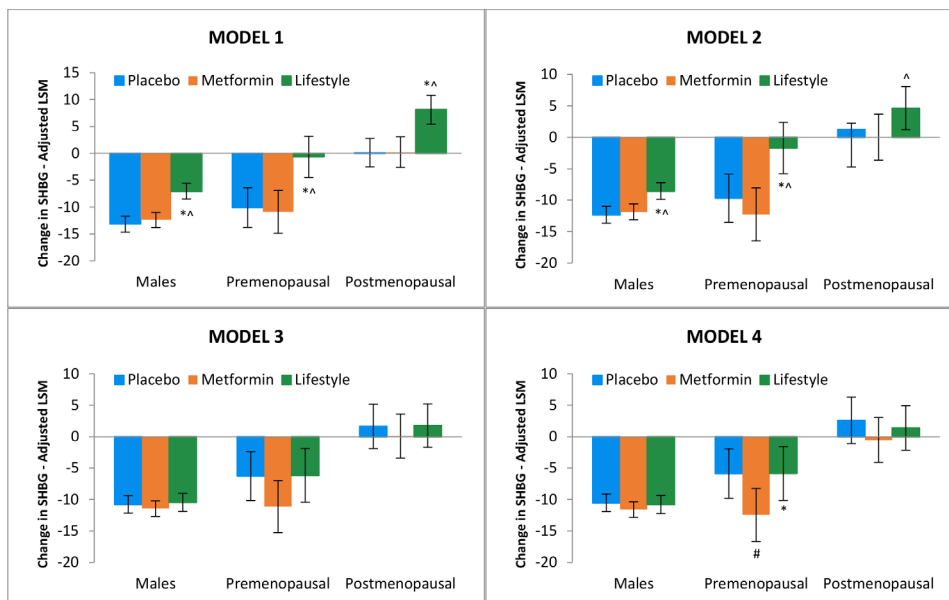 MODEL 1
Placebo Metformin Lifestyle
Change in SHBG - Adjusted LSM
15
10
5
0
-5
-10
-15
-20
*^
*^
*^
Males Premenopausal Postmenopausal
MODEL 2
Placebo Metformin Lifestyle
Change in SHBG - Adjusted LSM
10
5
0
-5
-10
-15
-20
^
*^
*^
Males Premenopausal Postmenopausal
MODEL 3
Placebo Metformin Lifestyle
Change in SHBG - Adjusted LSM
10
5
0
-5
-10
-15
-20
Males Premenopausal Postmenopausal
MODEL 4
Placebo Metformin Lifestyle
Change in SHBG - Adjusted LSM
10
5
0
-5
-10
-15
-20
*
#
Males Premenopausal Postmenopausal